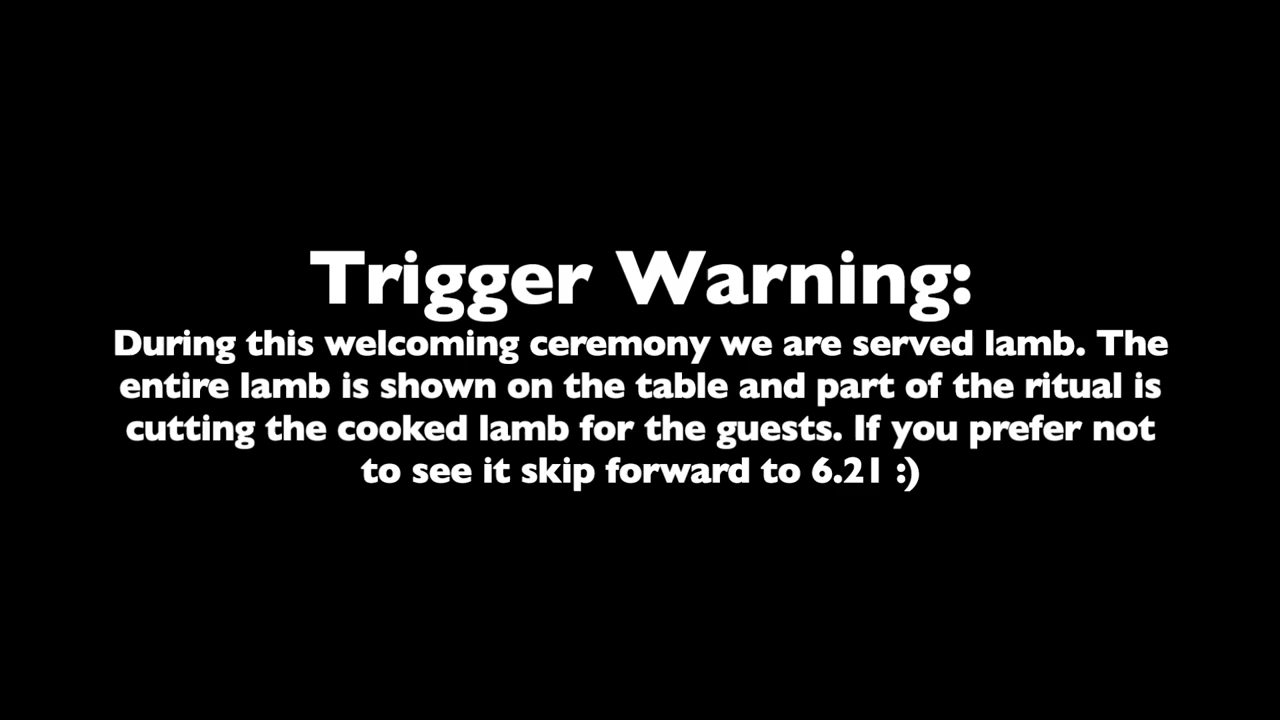 Trigger Warning:
During this welcoming ceremony we are served lamb. The
entire lamb is shown on the table and part of the ritual is
cutting the cooked lamb for the guests. If you prefer not
to see it skip forward to 6.21 :)